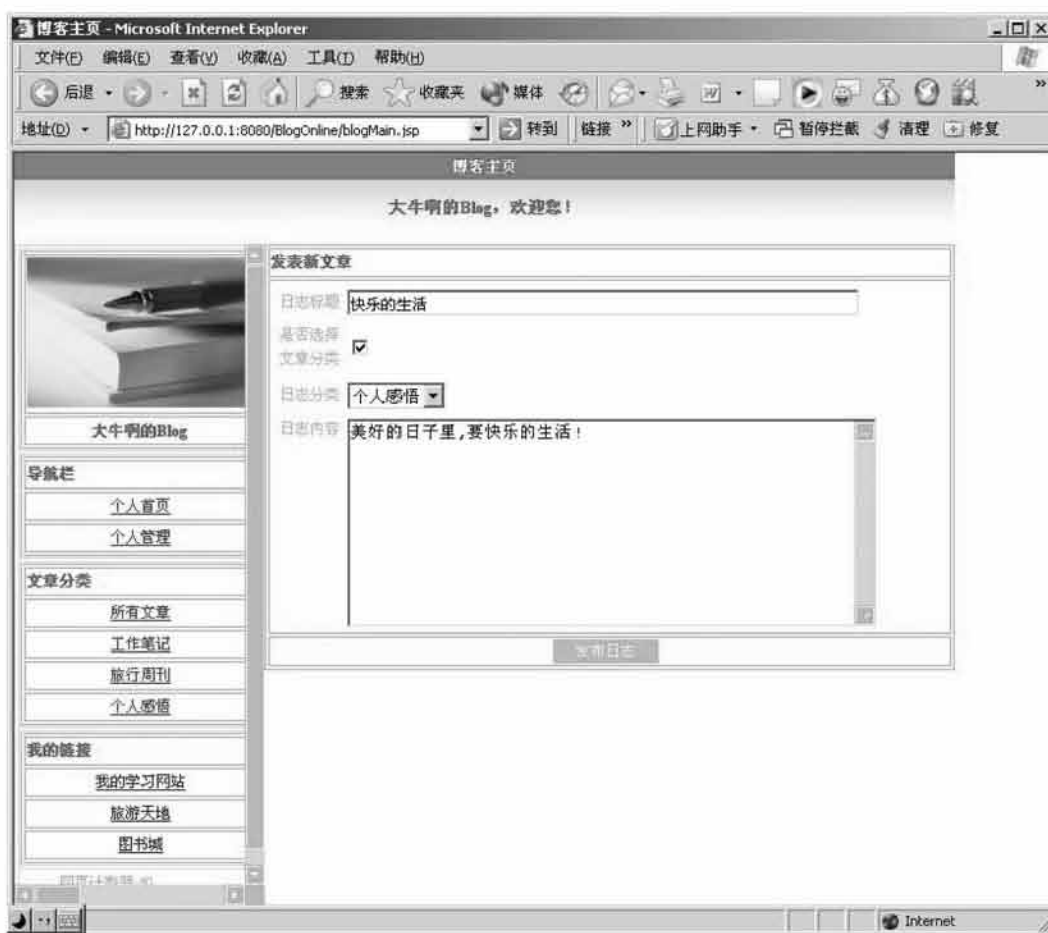 博客主页 - Microsoft Internet Explorer
文件(F) 编辑(E) 查看(V) 收藏(A) 工具(T) 帮助(H)
后退 搜索 收藏夹 媒体
地址(D) http://127.0.0.1:8080/BlogOnline/blogMain.jsp 转到 链接 » 上网助手 暂停拦截 清理 修复
博客主页
大牛啊的Blog，欢迎您！
大牛啊的Blog
导航栏
个人首页
个人管理
文章分类
所有文章
工作笔记
旅行周刊
个人感悟
我的链接
我的学习网站
旅游天地
图书城
发表新文章
日志标题 快乐的生活
是否选择
文章分类
日志分类 个人感悟
日志内容 美好的日子里,要快乐的生活!
发布日志
Internet